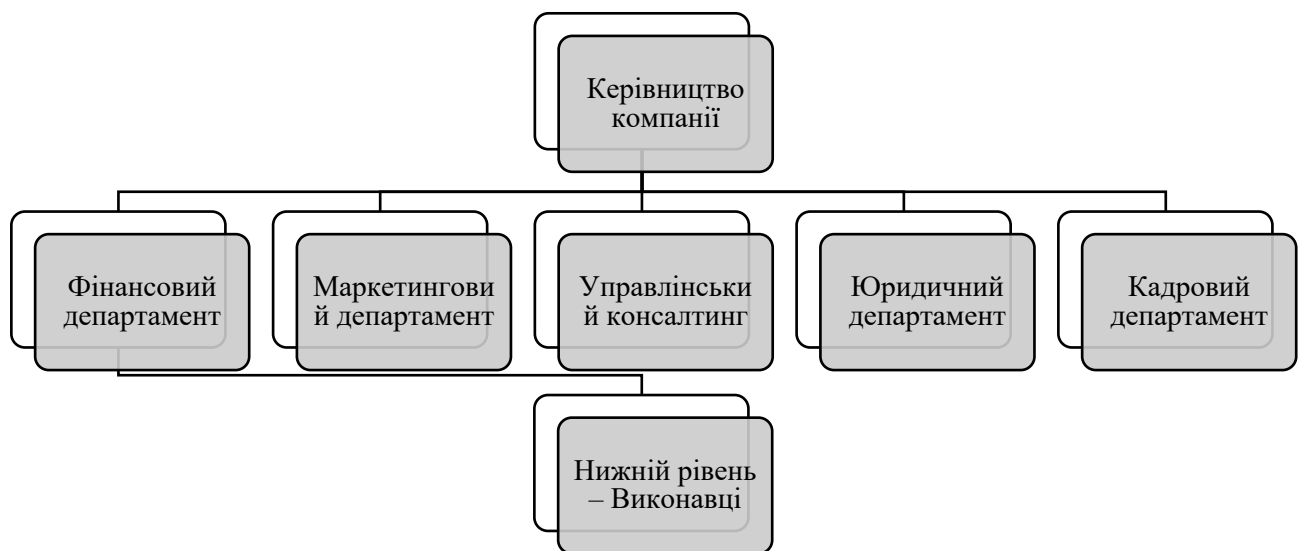 Керівництво
компанії
Фінансовий
департамент
Маркетингови
й департамент
Управлінськи
й консалтинг
Юридичний
департамент
Кадровий
департамент
Нижній рівень
– Виконавці